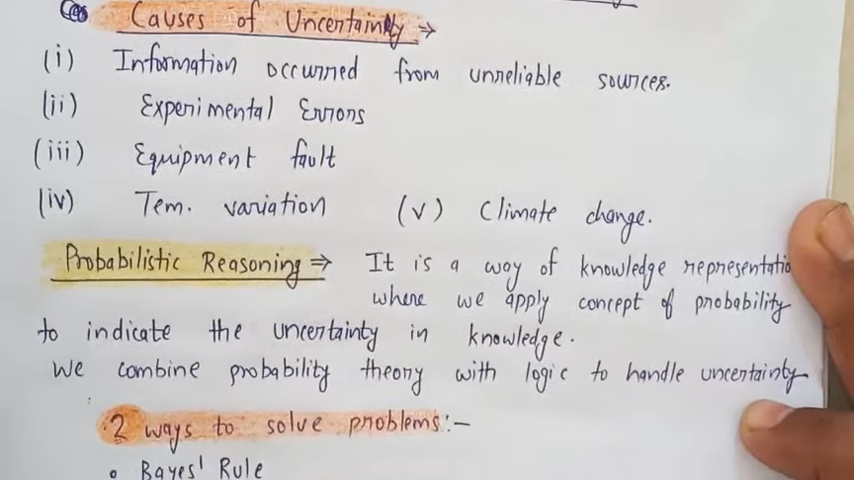 Causes of Uncertainty ⇒
(i) Information occurred from unreliable sources.
(ii) Experimental Errors
(iii) Equipment fault
(iv) Tem. variation (v) Climate change.
Probabilistic Reasoning ⇒ It is a way of knowledge representatio
where we apply concept of probability
to indicate the uncertainty in knowledge.
We combine probability theory with logic to handle uncertainty
2 ways to solve problems:-
• Bayes' Rule